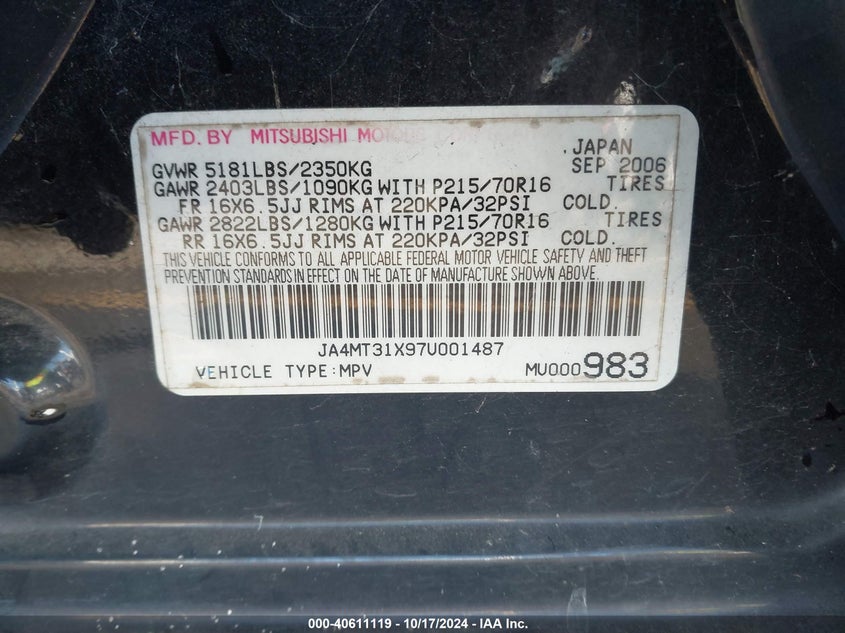 MFD. BY MITSUBISHI MOTORS
.JAPAN
GVWR 5181LBS/2350KG SEP 2006
GAWR 2403LBS/1090KG WITH P215/70R16 TIRES
FR 16X6.5JJ RIMS AT 220KPA/32PSI COLD.
GAWR 2822LBS/1280KG WITH P215/70R16 TIRES
RR 16X6.5JJ RIMS AT 220KPA/32PSI COLD.
THIS VEHICLE CONFORMS TO ALL APPLICABLE FEDERAL MOTOR VEHICLE SAFETY AND THEFT
PREVENTION STANDARDS IN EFFECT ON THE DATE OF MANUFACTURE SHOWN ABOVE.
JA4MT31X97U001487
VEHICLE TYPE:MPV MU000983
000-40611119 | 10/17/2024 - IAA Inc.